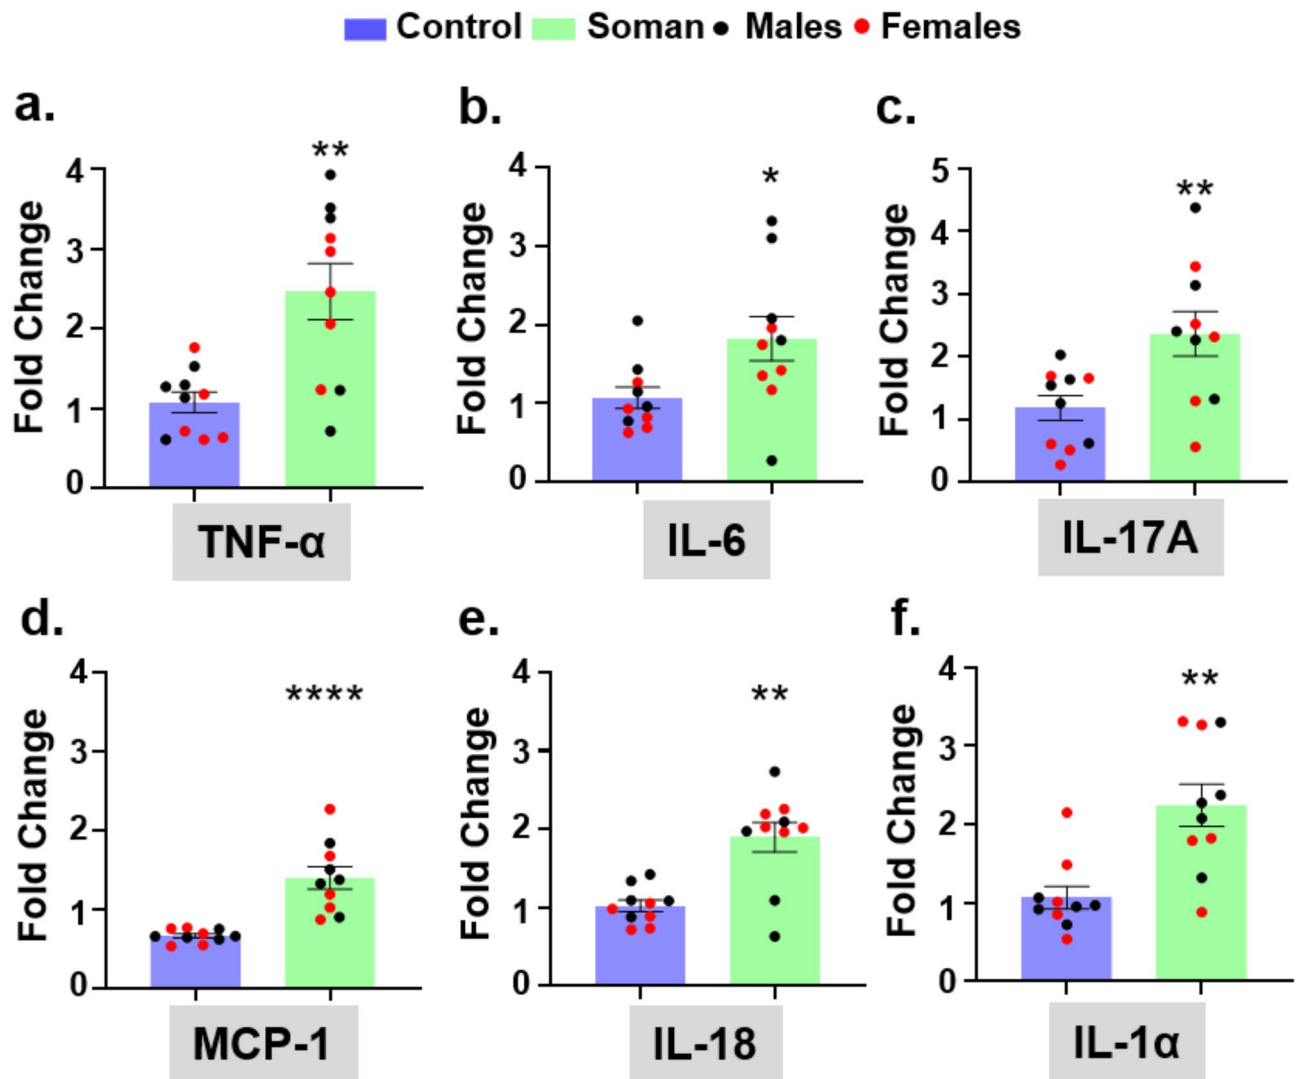 Control Soman Males Females
a.
**
4
3
2
1
0
Fold Change
TNF-α
b.
*
4
3
2
1
0
Fold Change
IL-6
c.
**
5
4
3
2
1
0
Fold Change
IL-17A
d.
****
4
3
2
1
0
Fold Change
MCP-1
e.
**
4
3
2
1
0
Fold Change
IL-18
f.
**
4
3
2
1
0
Fold Change
IL-1α